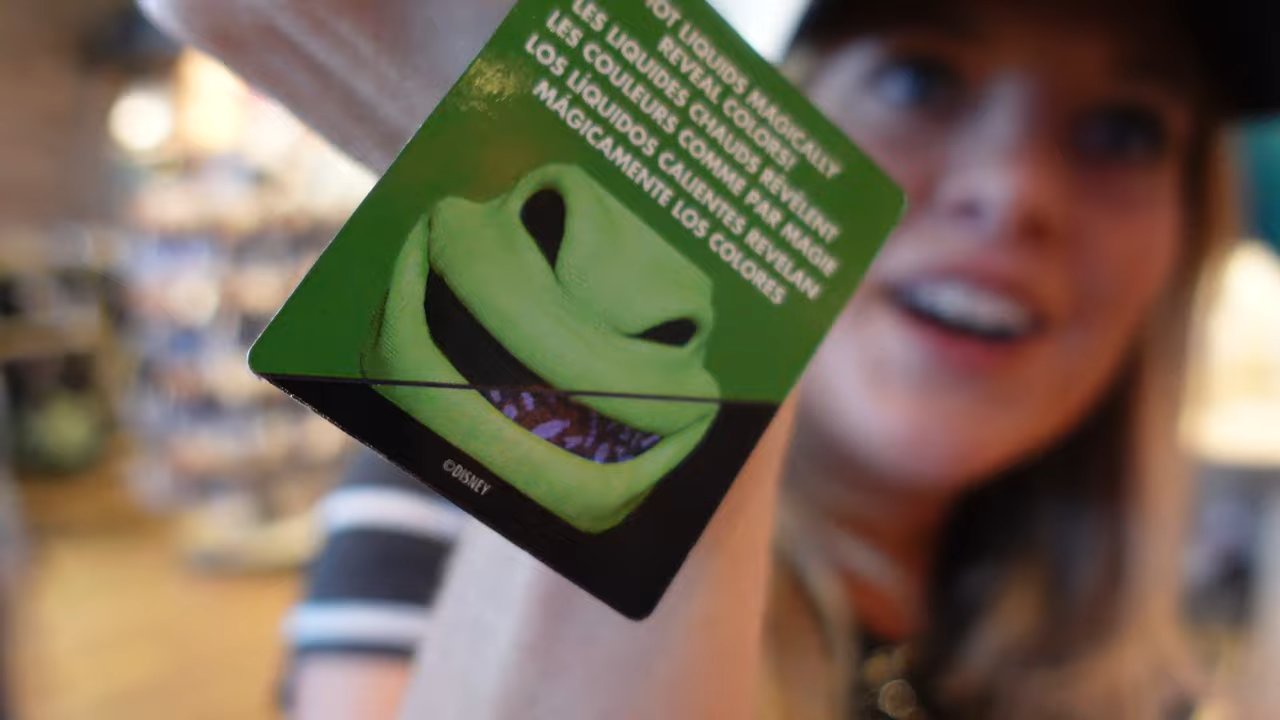 HOT LIQUIDS MAGICALLY
REVEAL COLORS!
LES LIQUIDES CHAUDS RÉVÈLENT
LES COULEURS COMME PAR MAGIE
LOS LÍQUIDOS CALIENTES REVELAN
MÁGICAMENTE LOS COLORES
©DISNEY